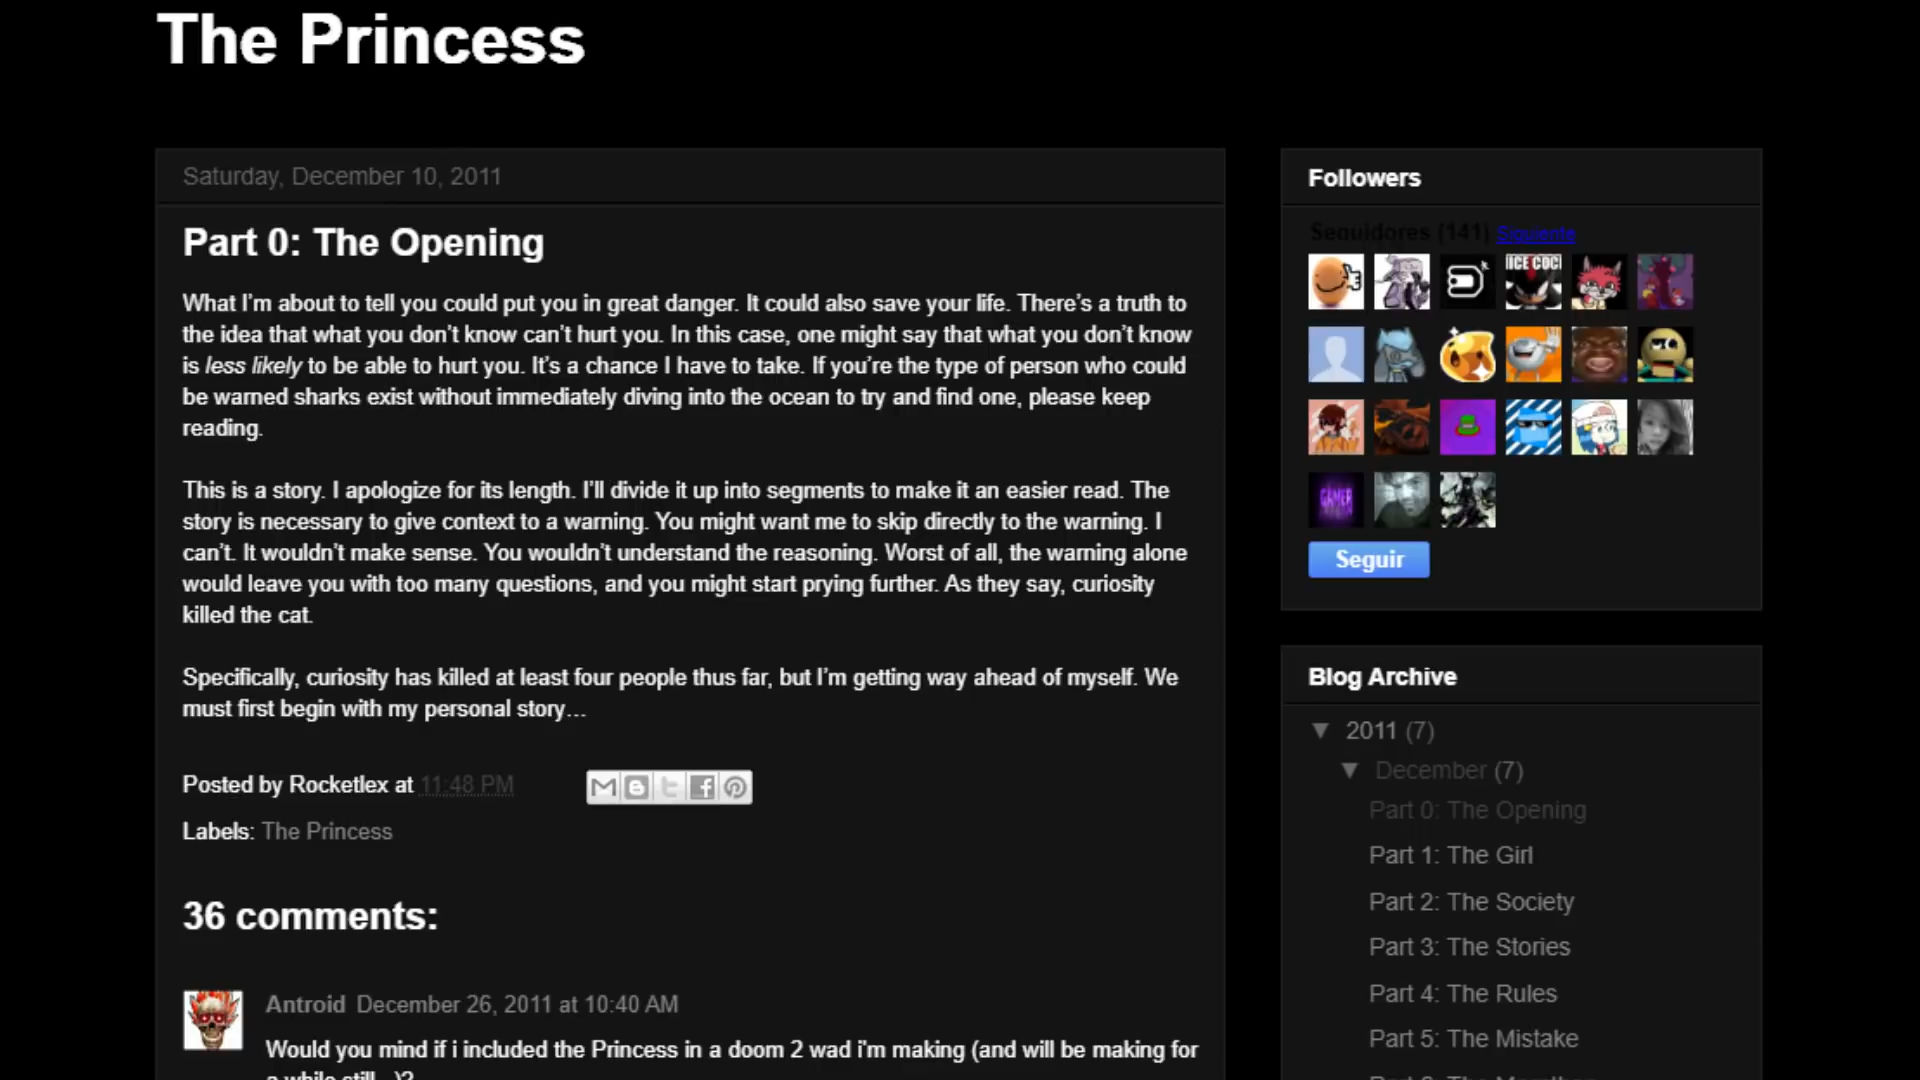 The Princess
Saturday, December 10, 2011
Part 0: The Opening
What I'm about to tell you could put you in great danger. It could also save your life. There's a truth to
the idea that what you don't know can't hurt you. In this case, one might say that what you don't know
is less likely to be able to hurt you. It's a chance I have to take. If you're the type of person who could
be warned sharks exist without immediately diving into the ocean to try and find one, please keep
reading.
This is a story. I apologize for its length. I'll divide it up into segments to make it an easier read. The
story is necessary to give context to a warning. You might want me to skip directly to the warning. I
can't. It wouldn't make sense. You wouldn't understand the reasoning. Worst of all, the warning alone
would leave you with too many questions, and you might start prying further. As they say, curiosity
killed the cat.
Specifically, curiosity has killed at least four people thus far, but I'm getting way ahead of myself. We
must first begin with my personal story…
Posted by Rocketlex at 11:48 PM
Labels: The Princess
36 comments:
Antroid December 26, 2011 at 10:40 AM
Would you mind if i included the Princess in a doom 2 wad i'm making (and will be making for
a while still...)?
Followers
Seguidores (141) Siguiente
GAMER
Seguir
Blog Archive
▼ 2011 (7)
▼ December (7)
Part 0: The Opening
Part 1: The Girl
Part 2: The Society
Part 3: The Stories
Part 4: The Rules
Part 5: The Mistake